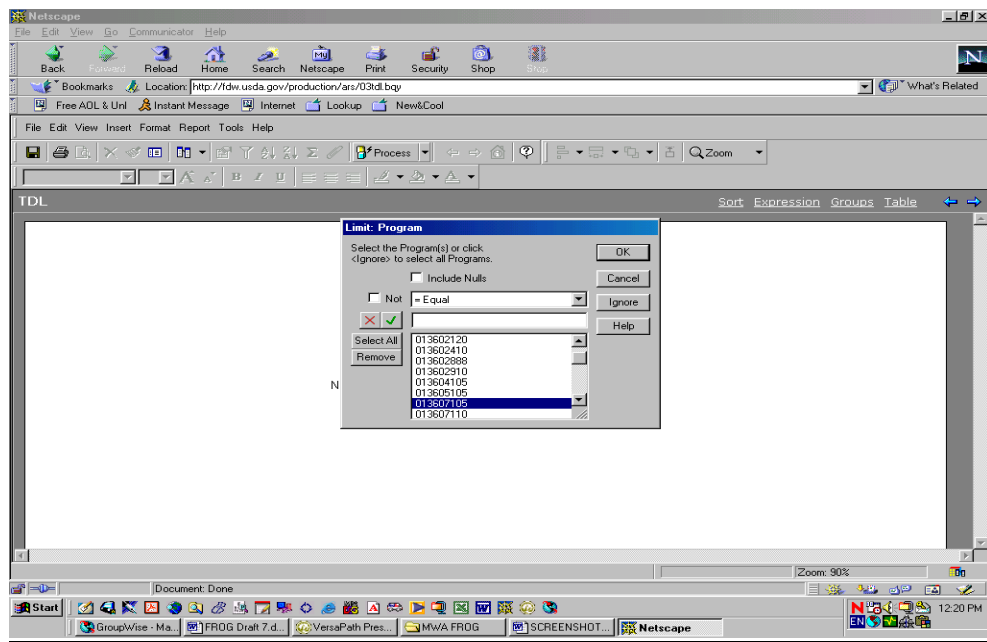 Netscape
File Edit View Go Communicator Help
Back Forward Reload Home Search Netscape Print Security Shop Stop
Bookmarks Location: http://fdw.usda.gov/production/ars/03tdl.bqy What's Related
Free AOL & Unl Instant Message Internet Lookup New&Cool
File Edit View Insert Format Report Tools Help
Process Zoom
B I U
TDL Sort Expression Groups Table
Limit: Program
Select the Program(s) or click
<Ignore> to select all Programs.
OK
Include Nulls
Cancel
Not = Equal
Ignore
Help
Select All
Remove
013602120
013602410
013602888
013602910
013604105
013605105
013607105
013607110
N
Zoom: 90%
Document: Done
Start 12:20 PM
EN
GroupWise - Ma... FROG Draft 7.d... VersaPath Pres... MWA FROG SCREENSHOT... Netscape